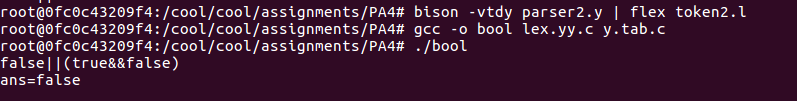 root@0fc0c43209f4:/cool/cool/assignments/PA4# bison -vtdy parser2.y | flex token2.l
root@0fc0c43209f4:/cool/cool/assignments/PA4# gcc -o bool lex.yy.c y.tab.c
root@0fc0c43209f4:/cool/cool/assignments/PA4# ./bool
false||(true&&false)
ans=false